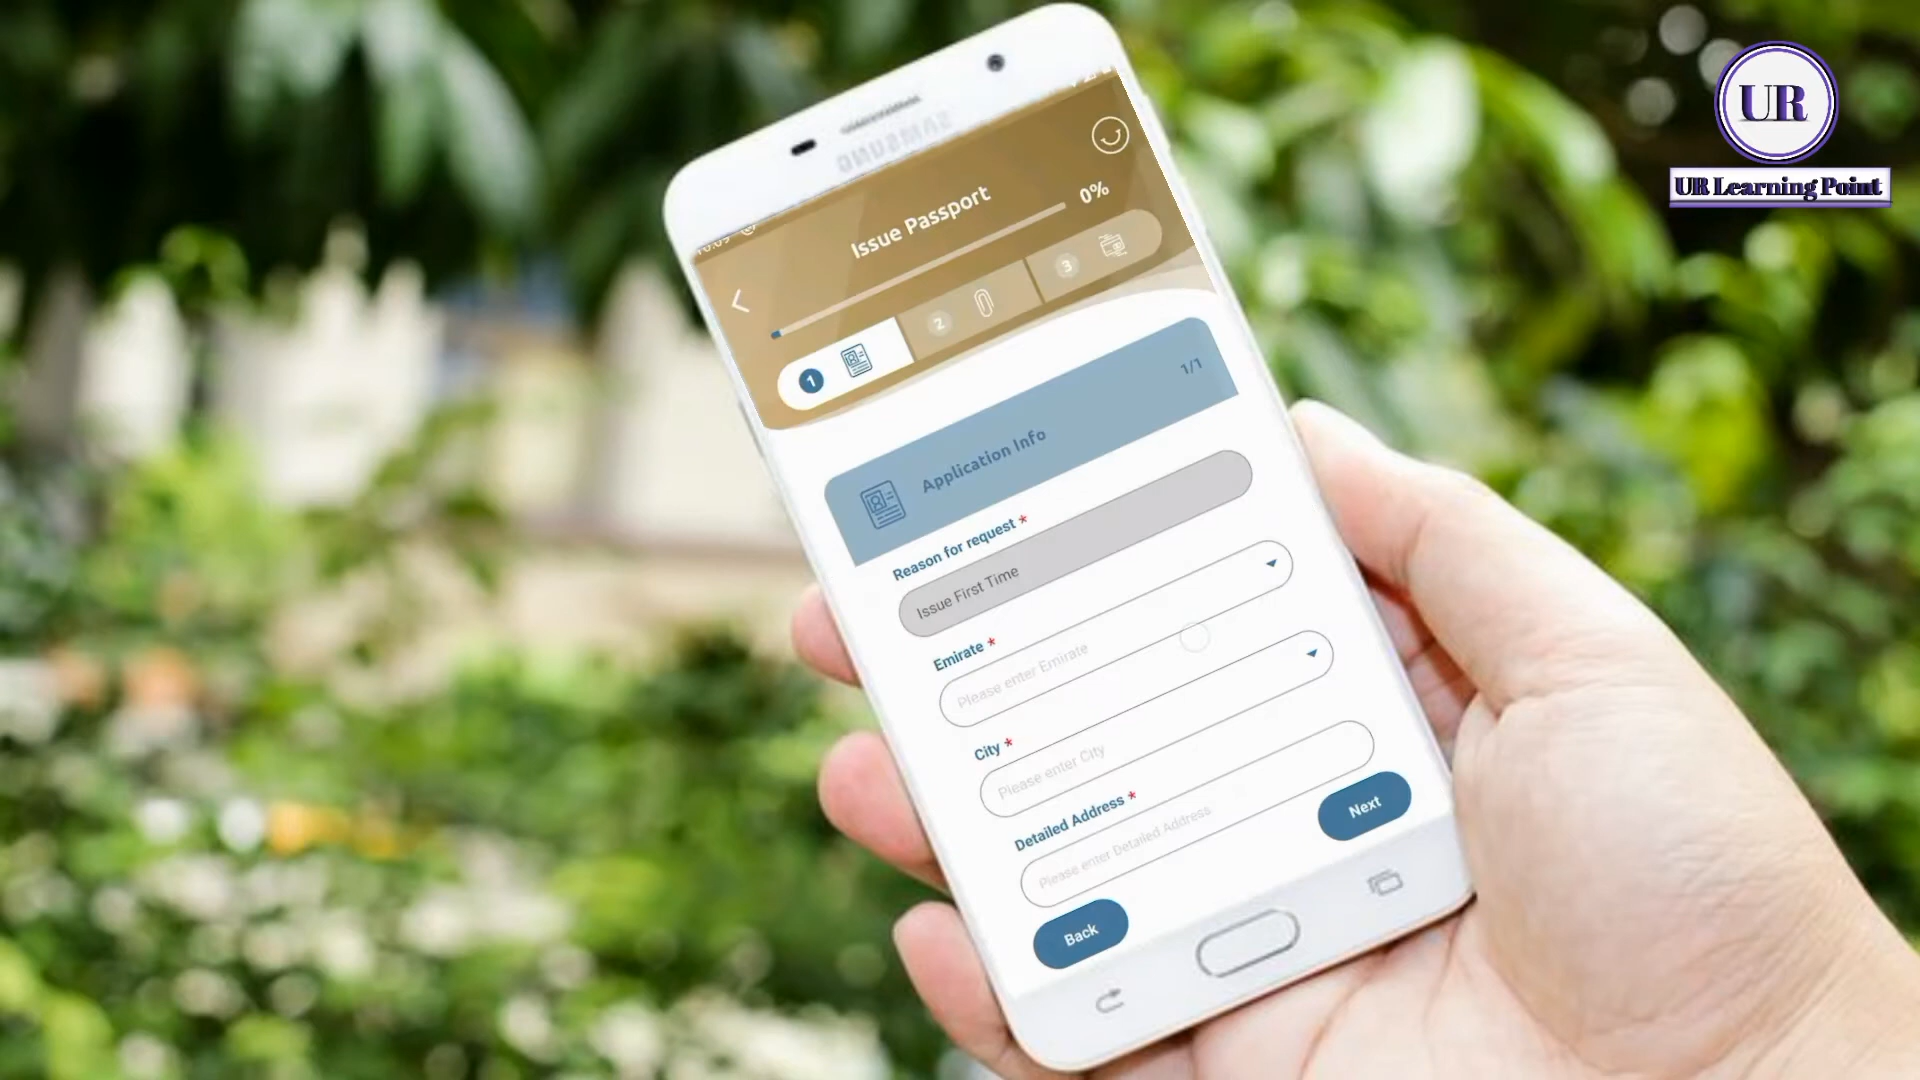 UR
UR Learning Point
SAMSUNG
Issue Passport
0%
1
2
3
Application Info
1/1
Reason for request *
Issue First Time
Emirate *
Please enter Emirate
City *
Please enter City
Detailed Address *
Please enter Detailed Address
Next
Back